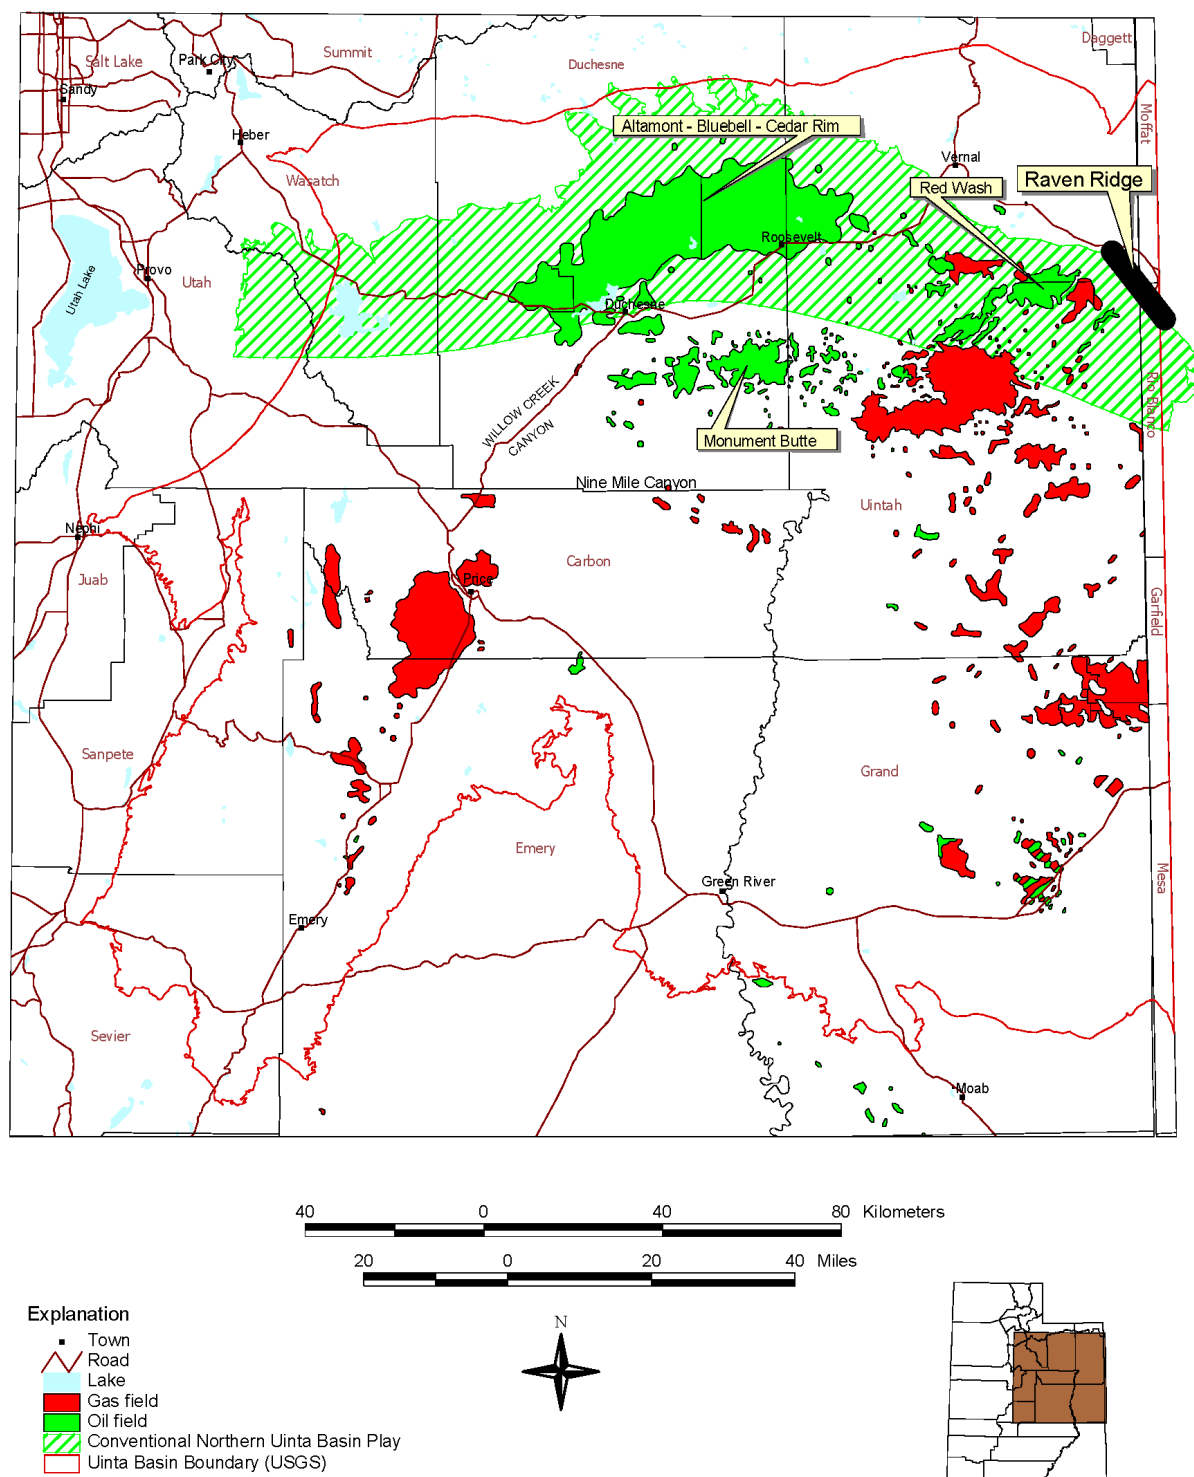 Daggett
Summit
Park City
Salt Lake
Duchesne
Sandy
Moffat
Altamont - Bluebell - Cedar Rim
Heber
Vernal
Wasatch
Raven Ridge
Red Wash
Roosevelt
Provo
Utah
Utah Lake
Duchesne
Rio Blanco
WILLOW CREEK
CANYON
Monument Butte
Nine Mile Canyon
Uintah
Nephi
Carbon
Juab
Price
Garfield
Sanpete
Grand
Emery
Mesa
Green River
Emery
Sevier
Moab
40 0 40 80 Kilometers
20 0 20 40 Miles
Explanation
N
Town
Road
Lake
Gas field
Oil field
Conventional Northern Uinta Basin Play
Uinta Basin Boundary (USGS)